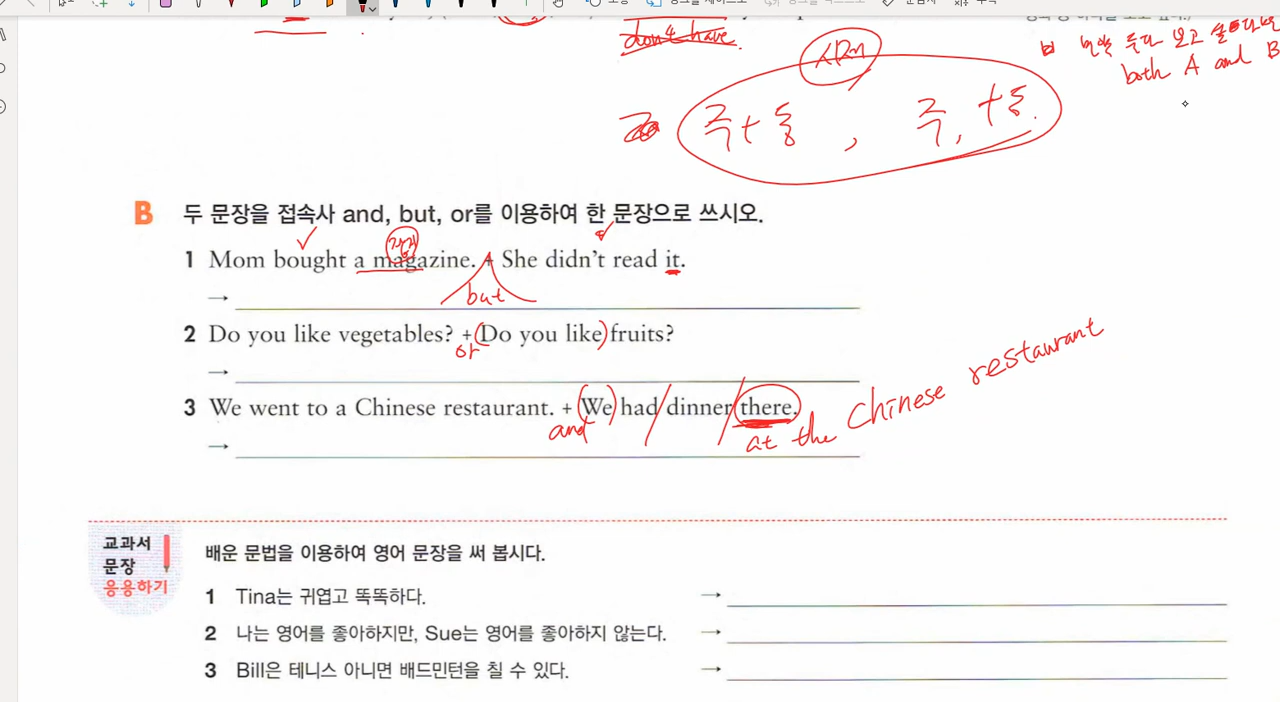 don't have.
시 both A and B
주+동 , 주, +동.
B 두 문장을 접속사 and, but, or를 이용하여 한 문장으로 쓰시오.
잡지
1 Mom bought a magazine. + She didn't read it.
→ but
2 Do you like vegetables? + (Do you like) fruits?
or
→
3 We went to a Chinese restaurant. + (We) had / dinner / there.
and at the Chinese restaurant
→
교과서
문장
응용하기
배운 문법을 이용하여 영어 문장을 써 봅시다.
1 Tina는 귀엽고 똑똑하다. →
2 나는 영어를 좋아하지만, Sue는 영어를 좋아하지 않는다. →
3 Bill은 테니스 아니면 배드민턴을 칠 수 있다. →